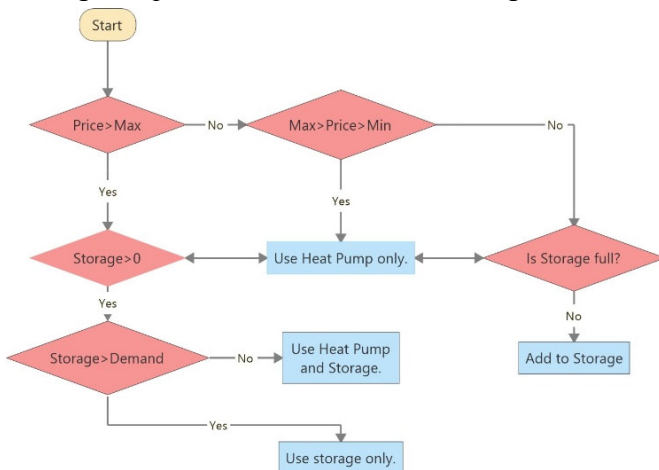 Start
Price>Max
No
Max>Price>Min
No
Yes
Yes
Storage>0
Use Heat Pump only.
Is Storage full?
Yes
No
Storage>Demand
No
Use Heat Pump
and Storage.
Add to Storage
Yes
Use storage only.